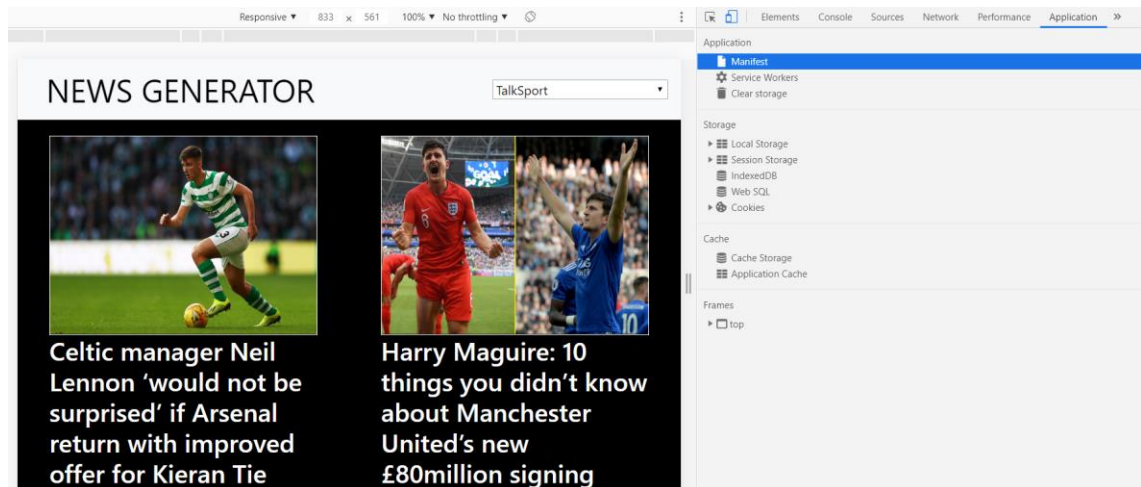 Responsive ▼ 833 x 561 100% ▼ No throttling ▼
Elements Console Sources Network Performance Application »
NEWS GENERATOR
TalkSport
Celtic manager Neil
Lennon ‘would not be
surprised’ if Arsenal
return with improved
offer for Kieran Tie
GOAL
8
10
Harry Maguire: 10
things you didn’t know
about Manchester
United’s new
£80million signing
Application
Manifest
Service Workers
Clear storage
Storage
Local Storage
Session Storage
IndexedDB
Web SQL
Cookies
Cache
Cache Storage
Application Cache
Frames
top